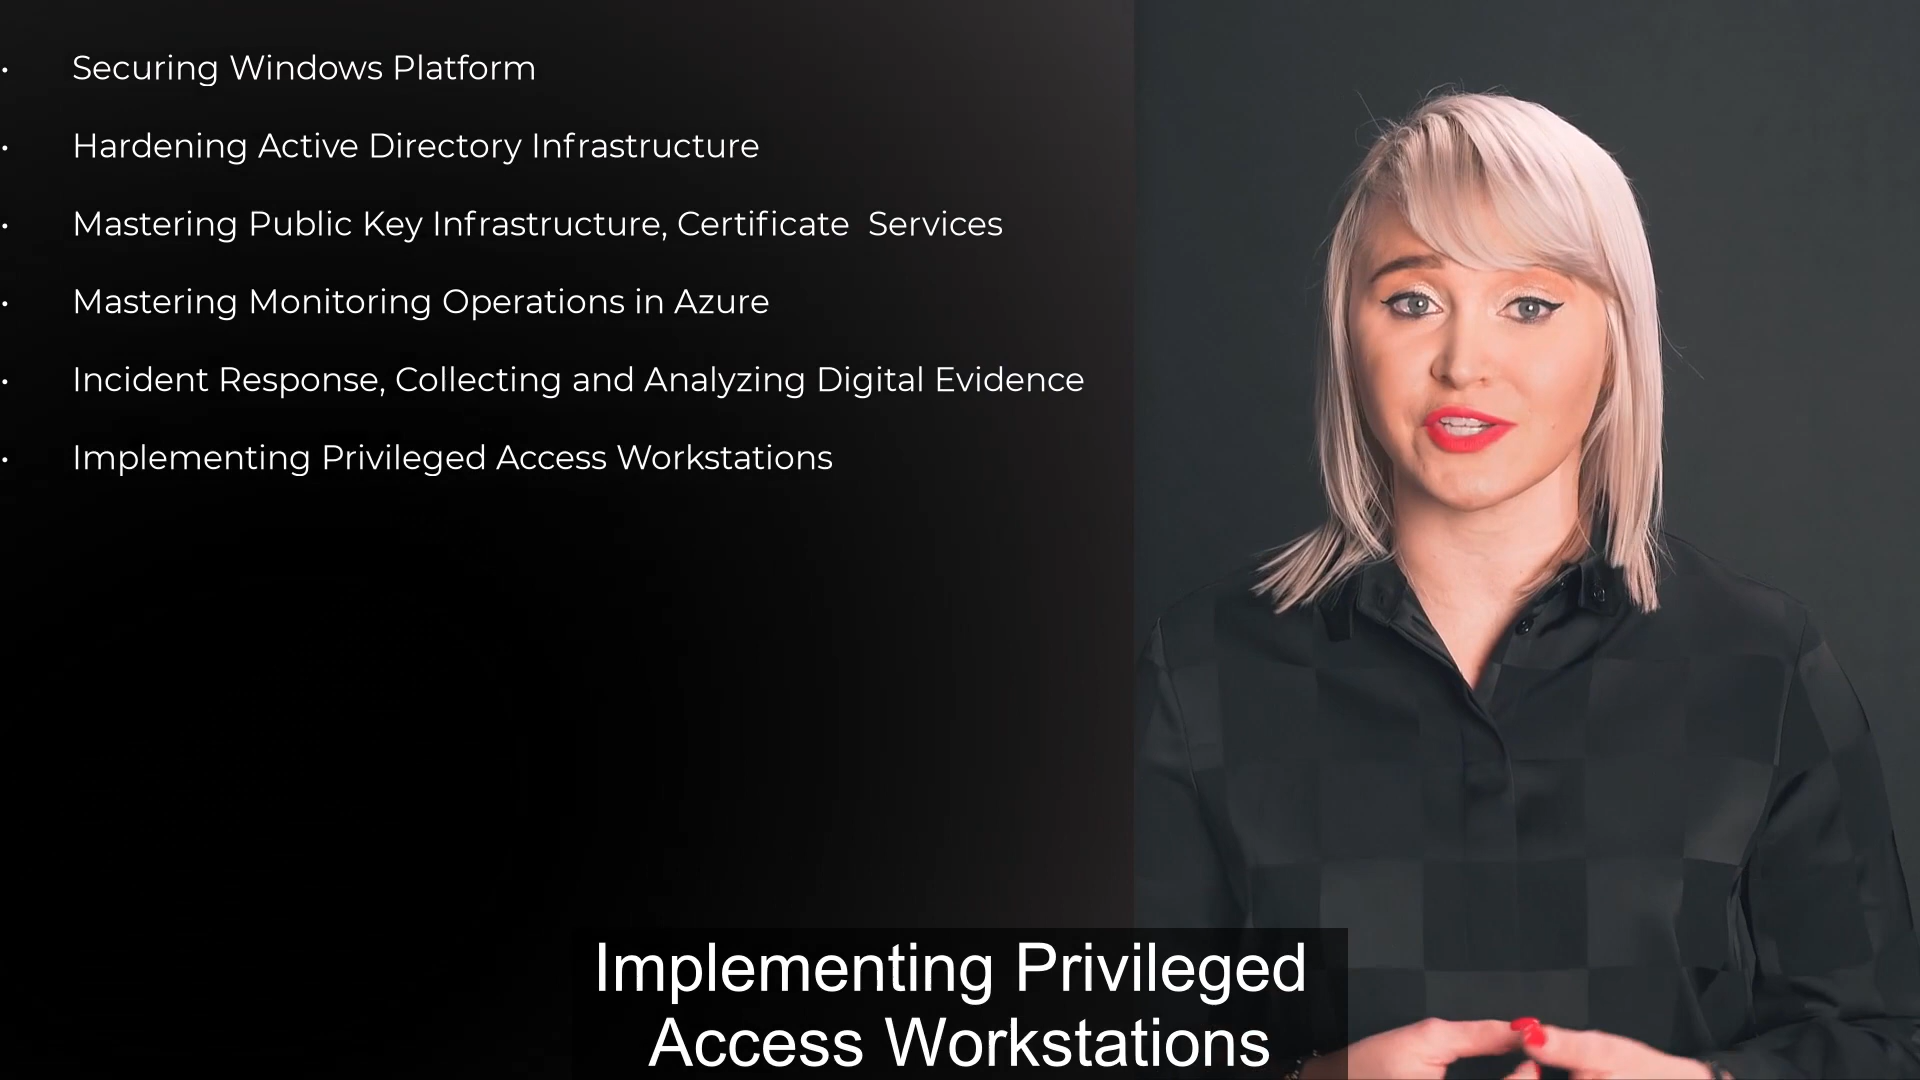 • Securing Windows Platform
• Hardening Active Directory Infrastructure
• Mastering Public Key Infrastructure, Certificate  Services
• Mastering Monitoring Operations in Azure
• Incident Response, Collecting and Analyzing Digital Evidence
• Implementing Privileged Access Workstations
Implementing Privileged
Access Workstations